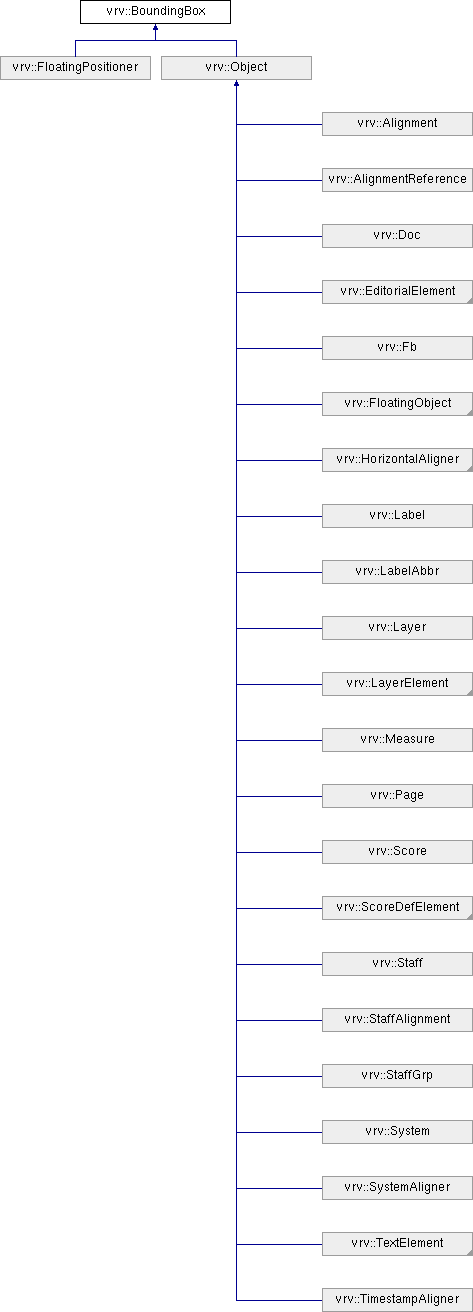 vrv::BoundingBox
vrv::FloatingPositioner
vrv::Object
vrv::Alignment
vrv::AlignmentReference
vrv::Doc
vrv::EditorialElement
vrv::Fb
vrv::FloatingObject
vrv::HorizontalAligner
vrv::Label
vrv::LabelAbbr
vrv::Layer
vrv::LayerElement
vrv::Measure
vrv::Page
vrv::Score
vrv::ScoreDefElement
vrv::Staff
vrv::StaffAlignment
vrv::StaffGrp
vrv::System
vrv::SystemAligner
vrv::TextElement
vrv::TimestampAligner